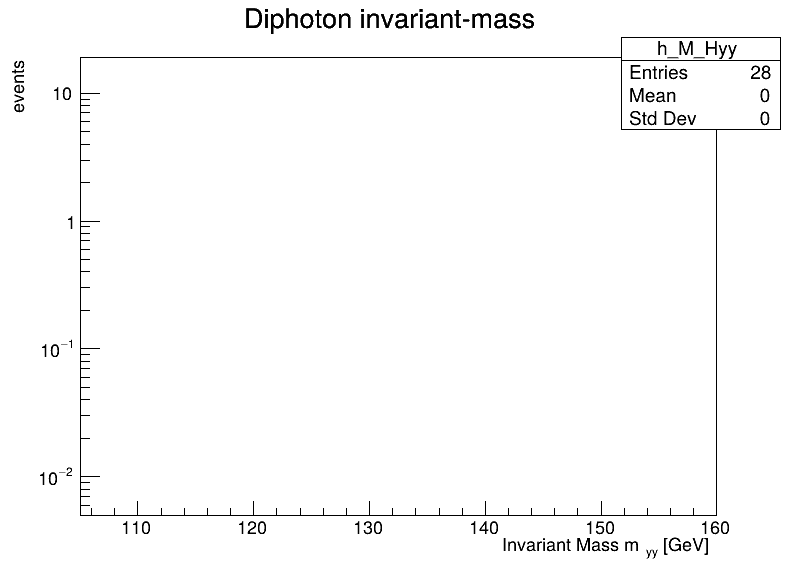 Diphoton invariant-mass
h_M_Hyy
Entries 28
Mean 0
Std Dev 0
events
10
1
10−1
10−2
110 120 130 140 150 160
Invariant Mass m yy [GeV]